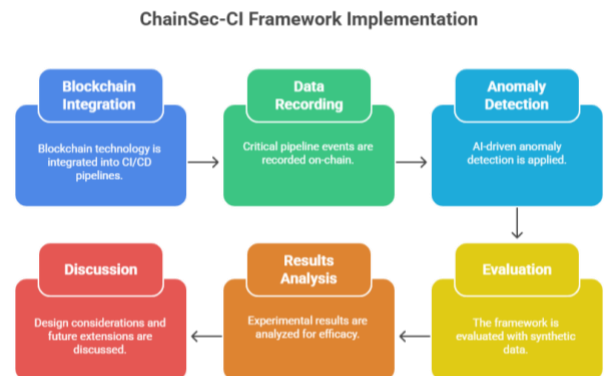 ChainSec-CI Framework Implementation
Blockchain
Integration
Blockchain technology is
integrated into CI/CD
pipelines.
Data
Recording
Critical pipeline events are
recorded on-chain.
Anomaly
Detection
AI-driven anomaly
detection is applied.
Evaluation
The framework is
evaluated with synthetic
data.
Results
Analysis
Experimental results are
analyzed for efficacy.
Discussion
Design considerations and
future extensions are
discussed.